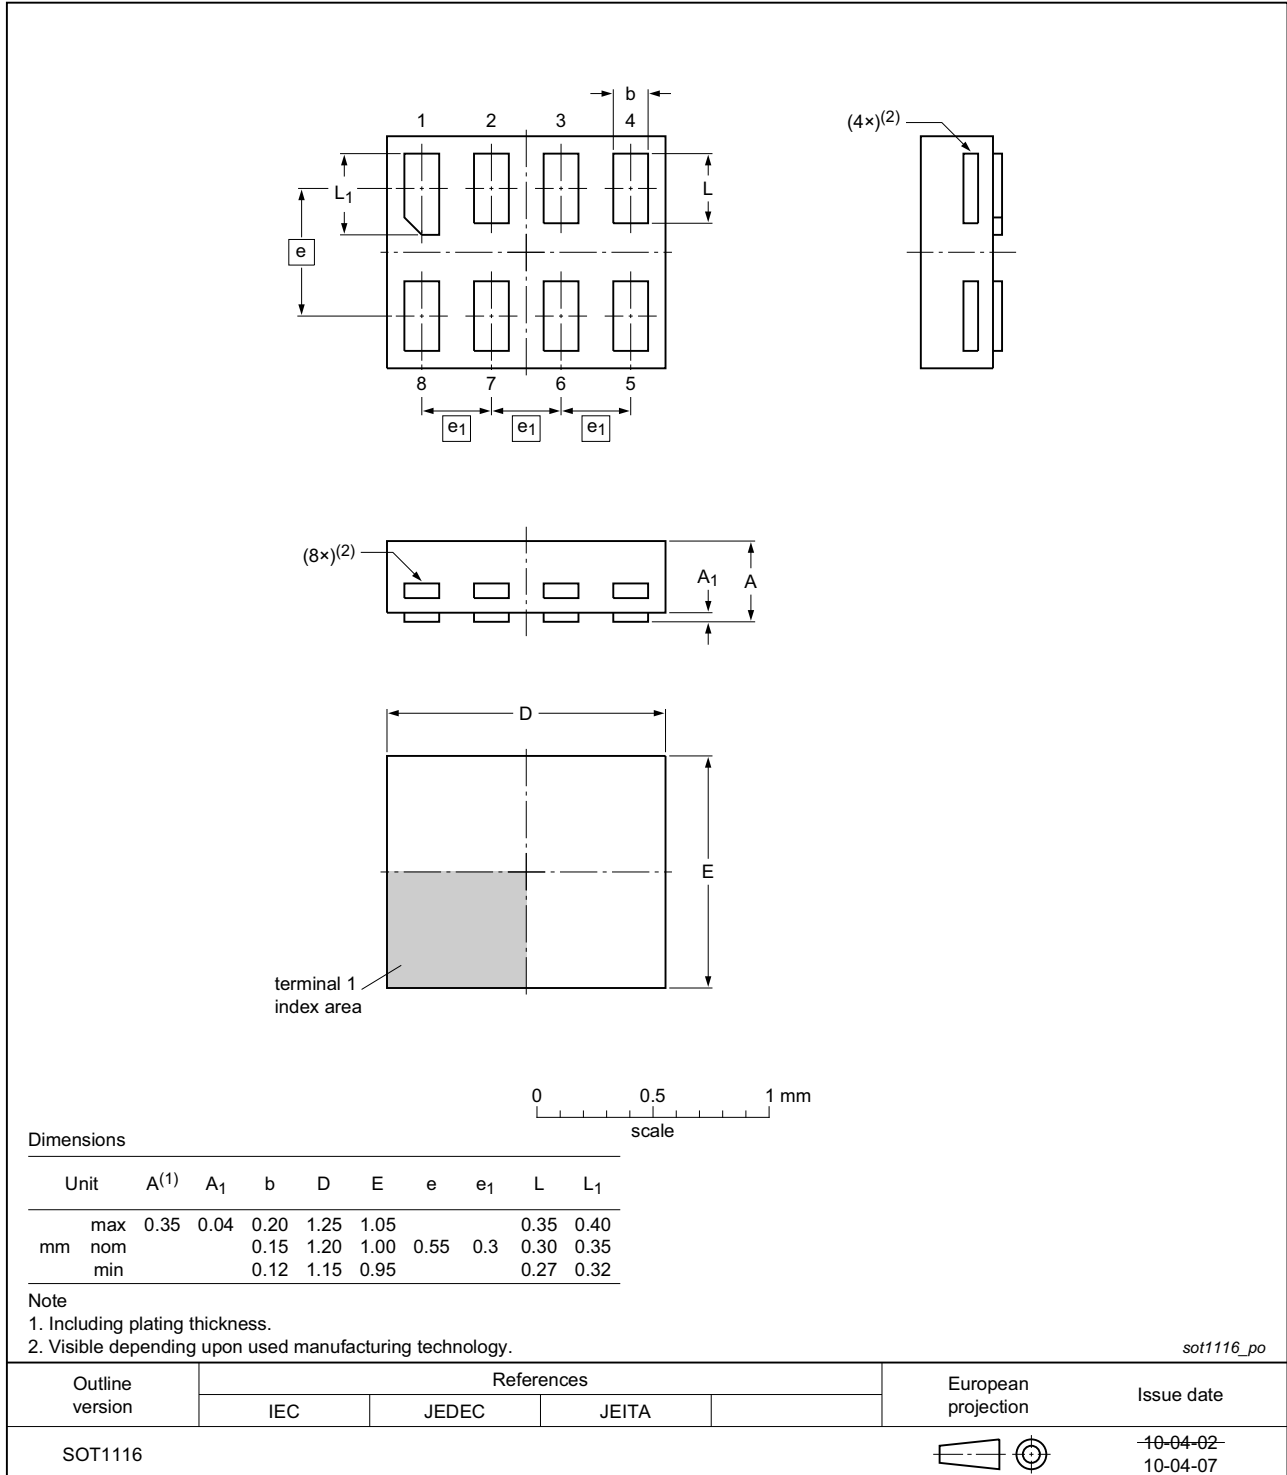 b
1 2 3 4
(4×)(2)
L1
L
e
8 7 6 5
e1 e1 e1
(8×)(2)
A1
A
D
E
terminal 1
index area
0 0.5 1 mm
scale
Dimensions
Unit A(1) A1 b D E e e1 L L1
max 0.35 0.04 0.20 1.25 1.05 0.35 0.40
mm nom 0.15 1.20 1.00 0.55 0.3 0.30 0.35
min 0.12 1.15 0.95 0.27 0.32
Note
1. Including plating thickness.
2. Visible depending upon used manufacturing technology.
sot1116_po
Outline
version
References
IEC JEDEC JEITA
European
projection
Issue date
SOT1116
10-04-02
10-04-07